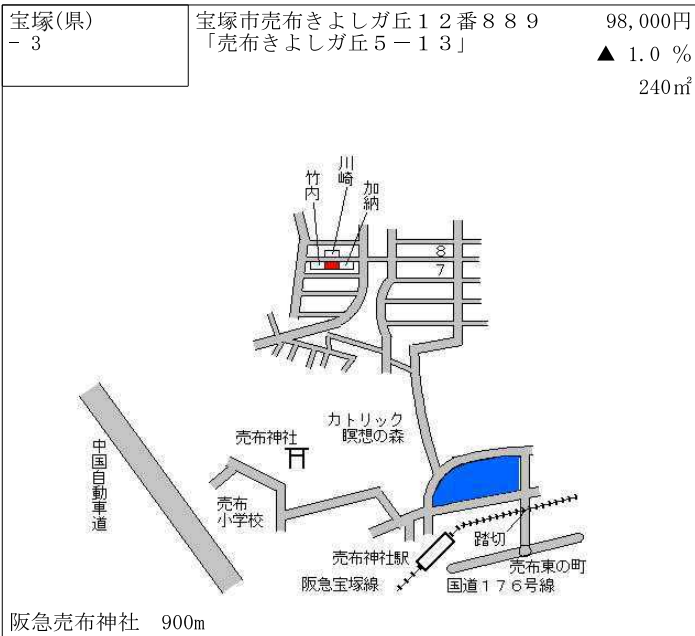 宝塚(県)
－３
宝塚市売布きよしガ丘１２番８８９
「売布きよしガ丘５－１３」
98,000円
▲ 1.0 %
240㎡
川崎
竹内
加納
8
7
カトリック
瞑想の森
売布神社
中国自動車道
売布
小学校
踏切
売布神社駅
売布東の町
阪急宝塚線
国道１７６号線
阪急売布神社　900m